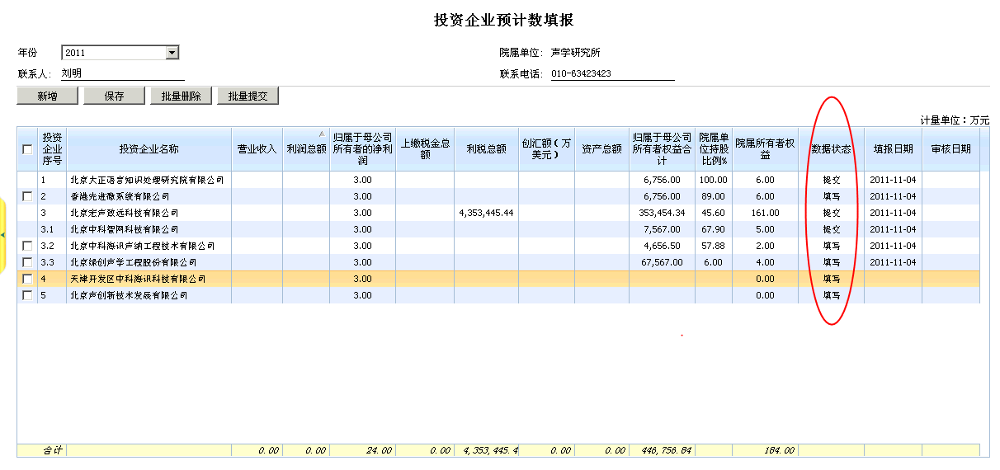 投资企业预计数填报
年份 2011 院属单位: 声学研究所
联系人: 刘明 联系电话: 010-63423423
新增 保存 批量删除 批量提交
计量单位：万元
投资企业序号 投资企业名称 营业收入 利润总额 归属于母公司所有者的净利润 上缴税金总额 利税总额 创汇额（万美元） 资产总额 归属于母公司所有者权益合计 院属单位持股比例% 院属所有者权益 数据状态 填报日期 审核日期
1 北京大正语言知识处理研究院有限公司 3.00 6,756.00 100.00 6.00 提交 2011-11-04
2 香港先进微系统有限公司 3.00 6,756.00 89.00 6.00 填写 2011-11-04
3 北京宏声致远科技有限公司 3.00 4,353,445.44 353,454.34 45.60 161.00 提交 2011-11-04
3.1 北京中科智网科技有限公司 3.00 7,567.00 67.90 5.00 提交 2011-11-04
3.2 北京中科海讯声纳工程技术有限公司 3.00 4,656.50 57.88 2.00 填写 2011-11-04
3.3 北京绿创声学工程股份有限公司 3.00 67,567.00 6.00 4.00 填写 2011-11-04
4 天津开发区中科海讯科技有限公司 3.00 0.00 填写
5 北京声创新技术发展有限公司 3.00 0.00 填写
合计 0.00 0.00 24.00 0.00 4,353,445.4 0.00 0.00 446,756.84 184.00